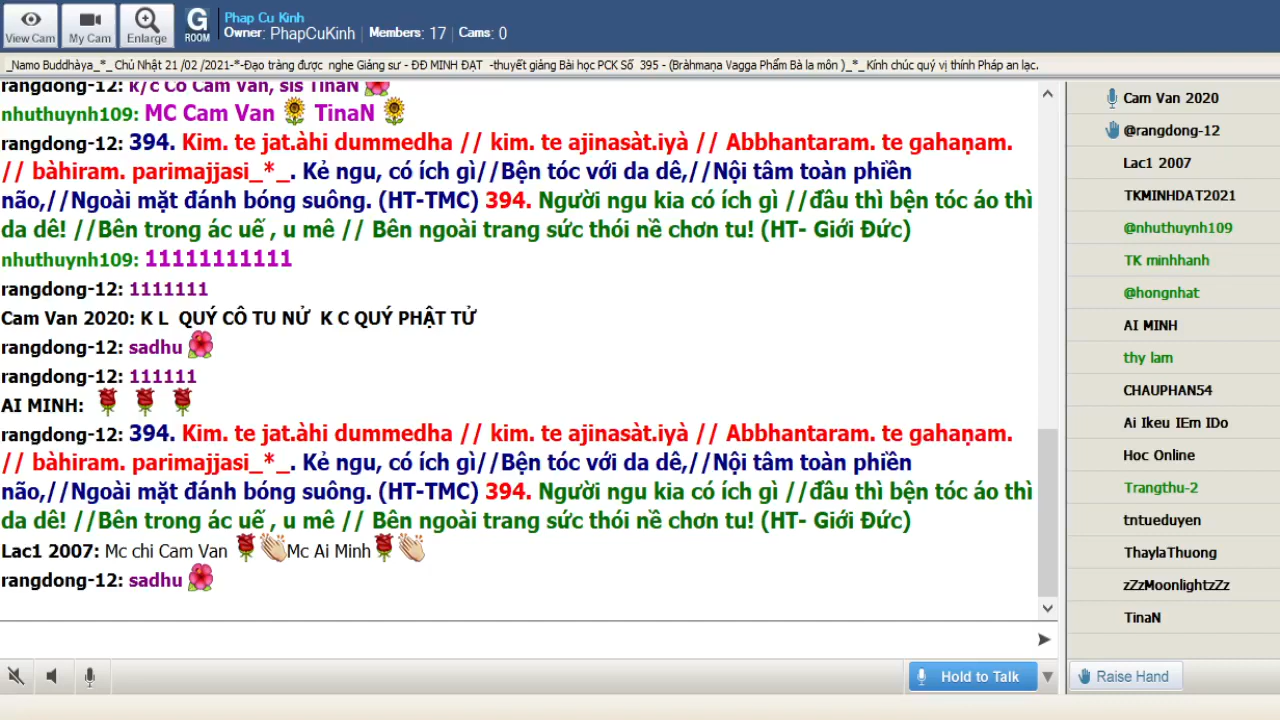 View Cam
My Cam
Enlarge
G
ROOM
Phap Cu Kinh
Owner: PhapCuKinh | Members: 17 | Cams: 0
_Namo Buddhàya_*_ Chủ Nhật 21 /02 /2021-*-Đạo tràng được nghe Giảng sư - ĐĐ MINH ĐẠT -thuyết giảng Bài học PCK Số 395 - (Bràhmaṇa Vagga Phẩm Bà la môn )_*_ Kính chúc quý vị thính Pháp an lạc.
rangdong-12: k/c Cô Cam Van, sis TinaN
nhuthuynh109: MC Cam Van TinaN
rangdong-12: 394. Kim. te jat.àhi dummedha // kim. te ajinasàt.iyà // Abbhantaram. te gahaṇam.
// bàhiram. parimajjasi_*_. Kẻ ngu, có ích gì//Bện tóc với da dê,//Nội tâm toàn phiền
não,//Ngoài mặt đánh bóng suông. (HT-TMC) 394. Người ngu kia có ích gì //đầu thì bện tóc áo thì
da dê! //Bên trong ác uế , u mê // Bên ngoài trang sức thói nề chơn tu! (HT- Giới Đức)
nhuthuynh109: 11111111111
rangdong-12: 1111111
Cam Van 2020: K L QUÝ CÔ TU NỬ K C QUÝ PHẬT TỬ
rangdong-12: sadhu
rangdong-12: 111111
AI MINH:
rangdong-12: 394. Kim. te jat.àhi dummedha // kim. te ajinasàt.iyà // Abbhantaram. te gahaṇam.
// bàhiram. parimajjasi_*_. Kẻ ngu, có ích gì//Bện tóc với da dê,//Nội tâm toàn phiền
não,//Ngoài mặt đánh bóng suông. (HT-TMC) 394. Người ngu kia có ích gì //đầu thì bện tóc áo thì
da dê! //Bên trong ác uế , u mê // Bên ngoài trang sức thói nề chơn tu! (HT- Giới Đức)
Lac1 2007: Mc chi Cam Van Mc Ai Minh
rangdong-12: sadhu
Hold to Talk
Cam Van 2020
@rangdong-12
Lac1 2007
TKMINHDAT2021
@nhuthuynh109
TK minhhanh
@hongnhat
AI MINH
thy lam
CHAUPHAN54
Ai Ikeu IEm IDo
Hoc Online
Trangthu-2
tntueduyen
ThaylaThuong
zZzMoonlightzZz
TinaN
Raise Hand